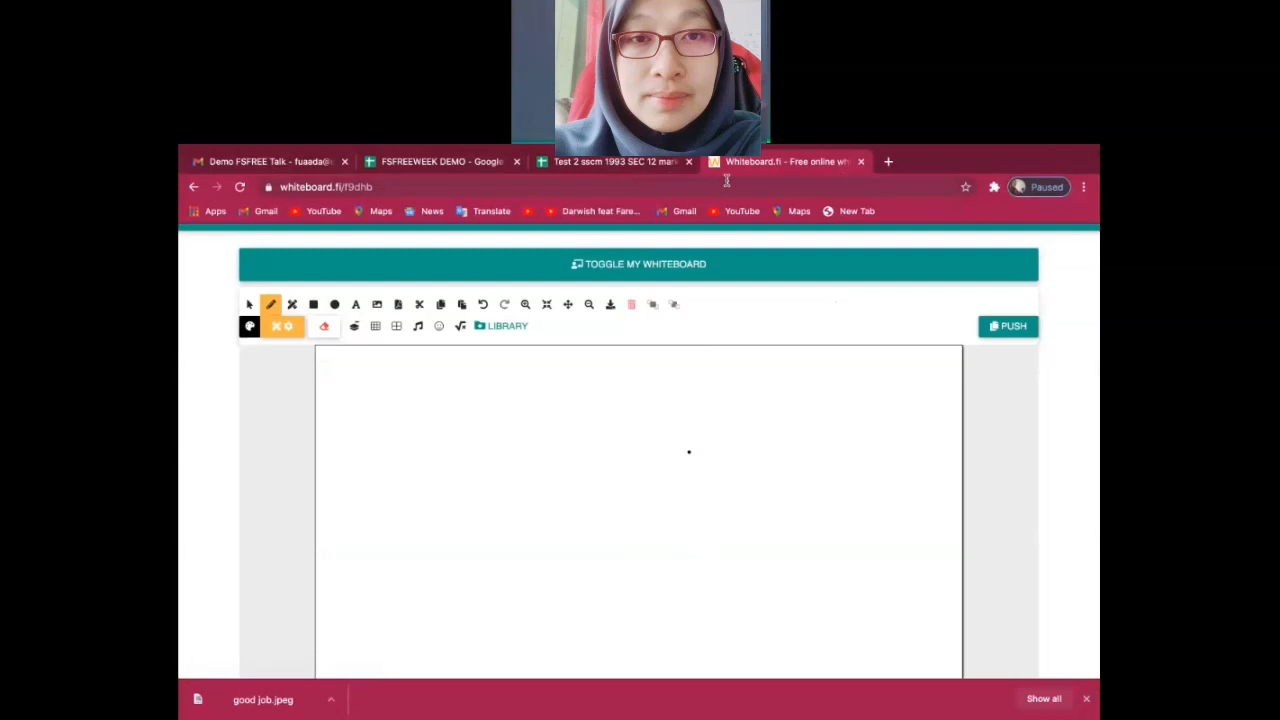 Demo FSFREE Talk - fuaada@
FSFREEWEEK DEMO - Google
Test 2 sscm 1993 SEC 12 mar
Whiteboard.fi - Free online wh
whiteboard.fi/f9dhb
Paused
Apps
Gmail
YouTube
Maps
News
Translate
Darwish feat Fare...
Gmail
YouTube
Maps
New Tab
TOGGLE MY WHITEBOARD
LIBRARY
PUSH
good job.jpeg
Show all